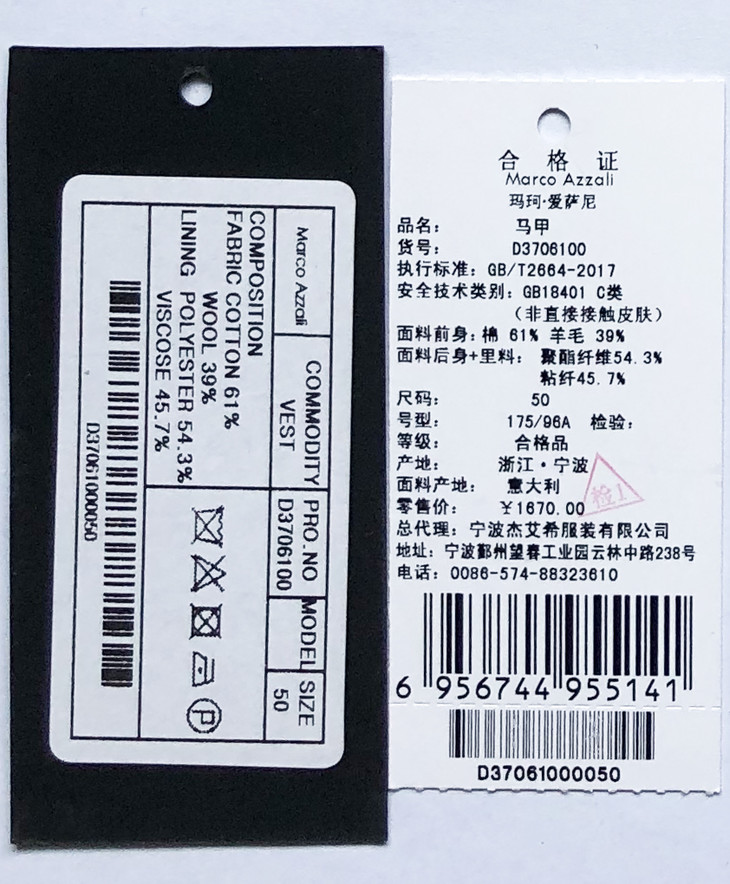 Marco Azzali
COMMODITY
VEST
PRO.NO
D3706100
MODEL
SIZE
50
COMPOSITION
FABRIC COTTON 61%
WOOL 39%
LINING POLYESTER 54.3%
VISCOSE 45.7%
P
D37061000050
合格证
Marco Azzali
玛珂·爱萨尼
品名： 马甲
货号： D3706100
执行标准：GB/T2664-2017
安全技术类别：GB18401 C类
（非直接接触皮肤）
面料前身：棉 61% 羊毛 39%
面料后身+里料： 聚酯纤维54.3%
粘纤45.7%
尺码： 50
号型： 175/96A 检验：
等级： 合格品
产地： 浙江·宁波
检1
面料产地： 意大利
零售价： ￥1670.00
总代理：宁波杰艾希服装有限公司
地址：宁波鄞州望春工业园云林中路238号
电话：0086-574-88323610
6 956744 955141
D37061000050